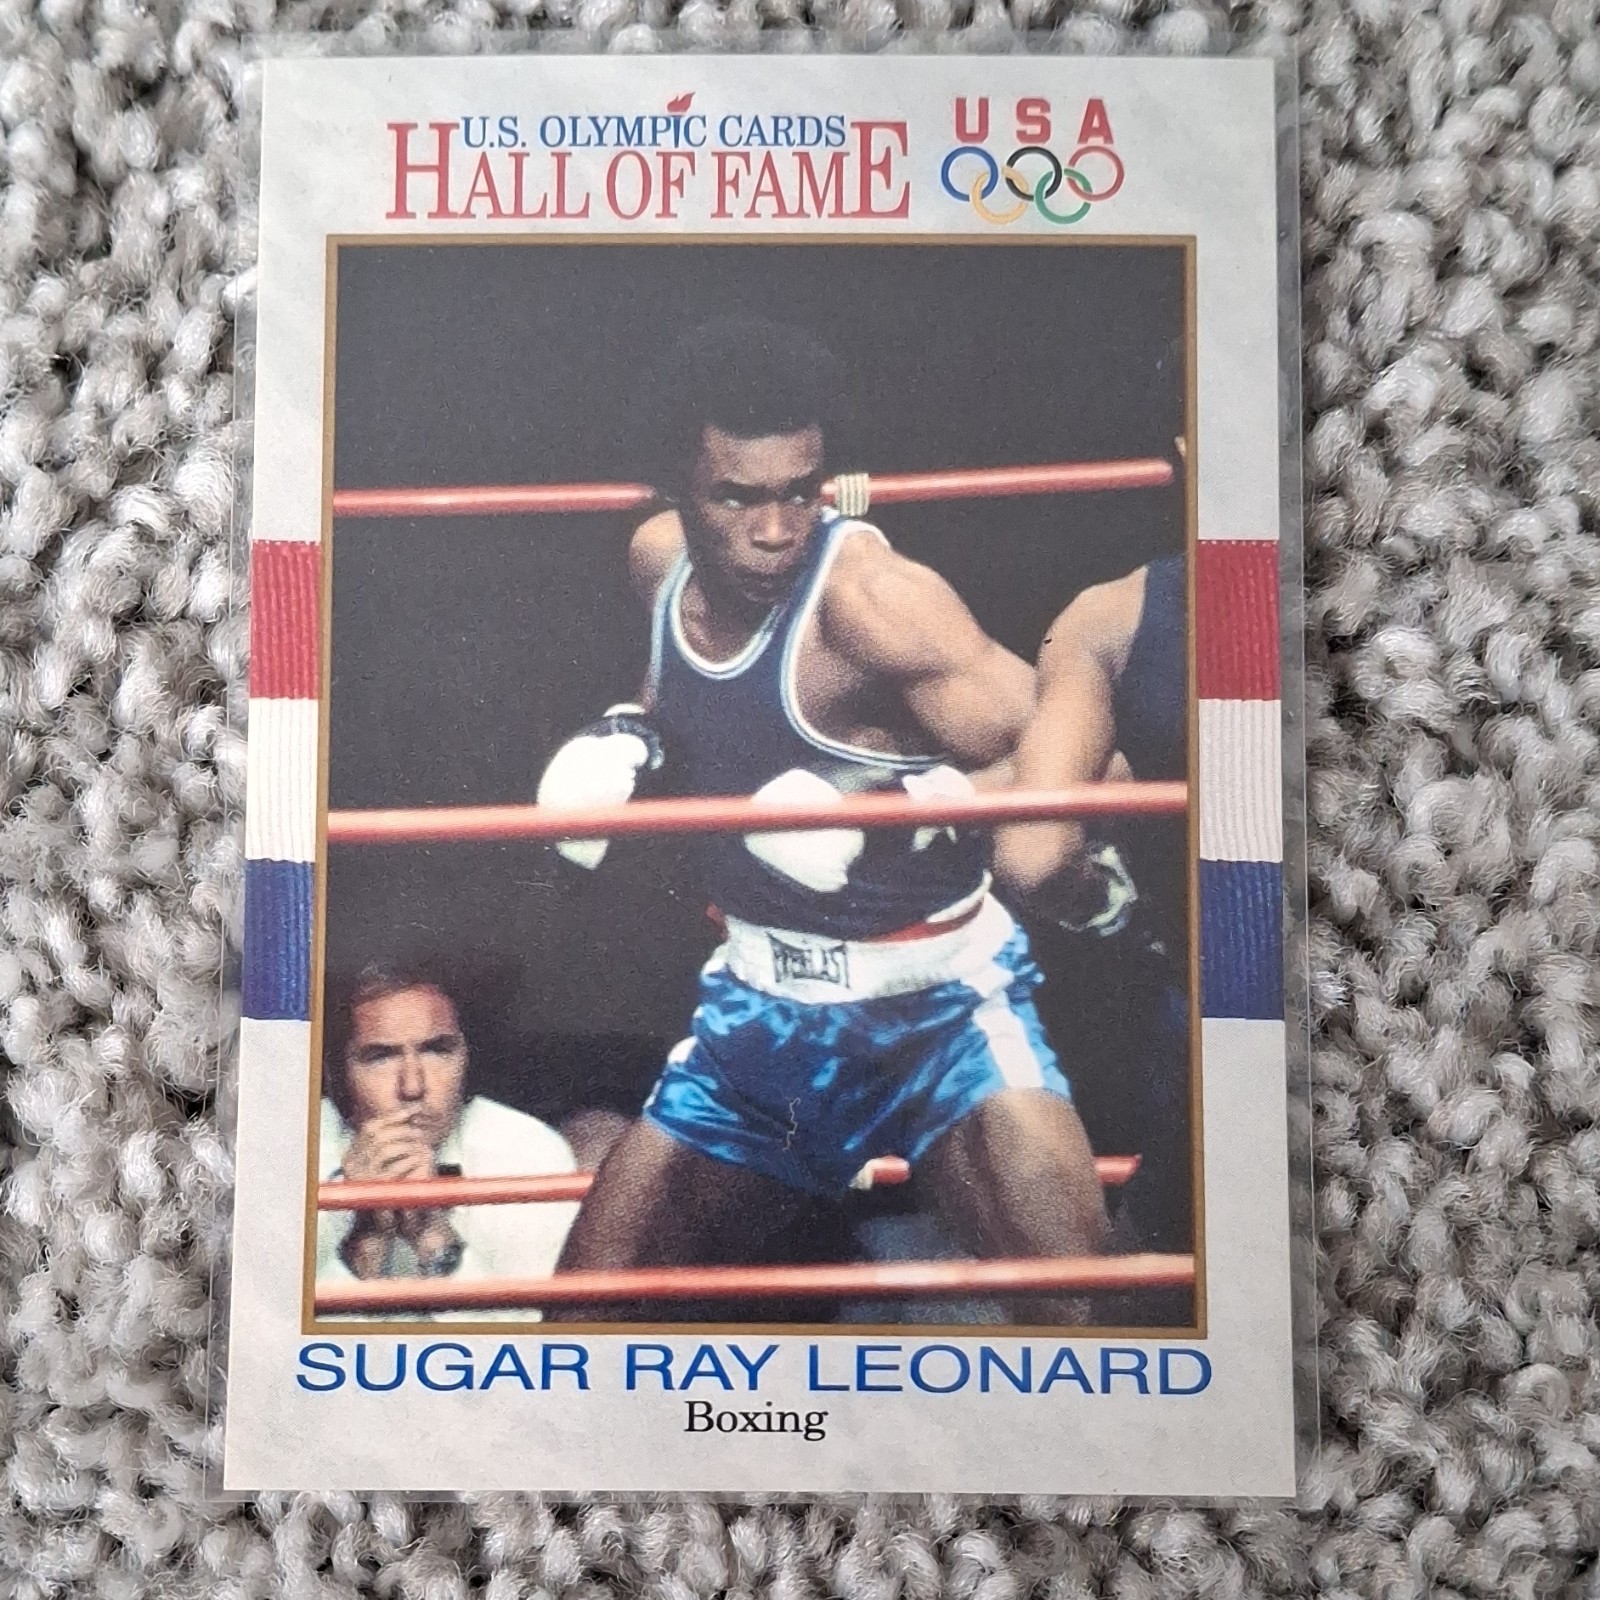 U.S. OLYMPIC CARDS
HALL OF FAME
USA
EVERLAST
SUGAR RAY LEONARD
Boxing